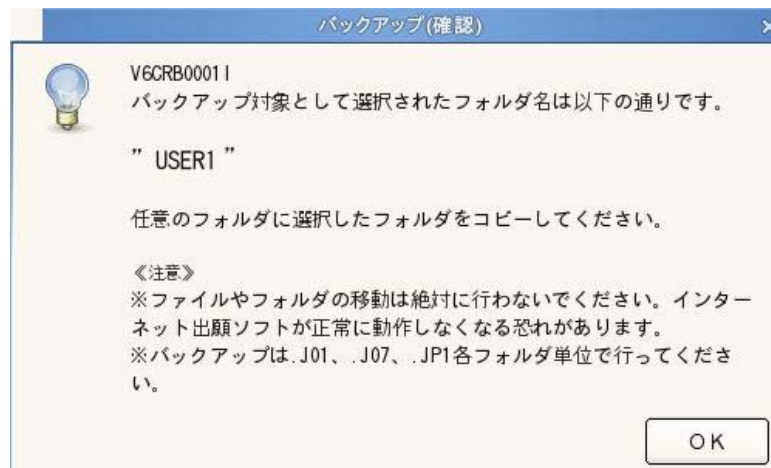 バックアップ(確認)
V6CRB0001I
バックアップ対象として選択されたフォルダ名は以下の通りです。
” USER1 ”
任意のフォルダに選択したフォルダをコピーしてください。
≪注意≫
※ファイルやフォルダの移動は絶対に行わないでください。インター
ネット出願ソフトが正常に動作しなくなる恐れがあります。
※バックアップは.J01、.J07、.JP1各フォルダ単位で行ってくださ
い。
OK